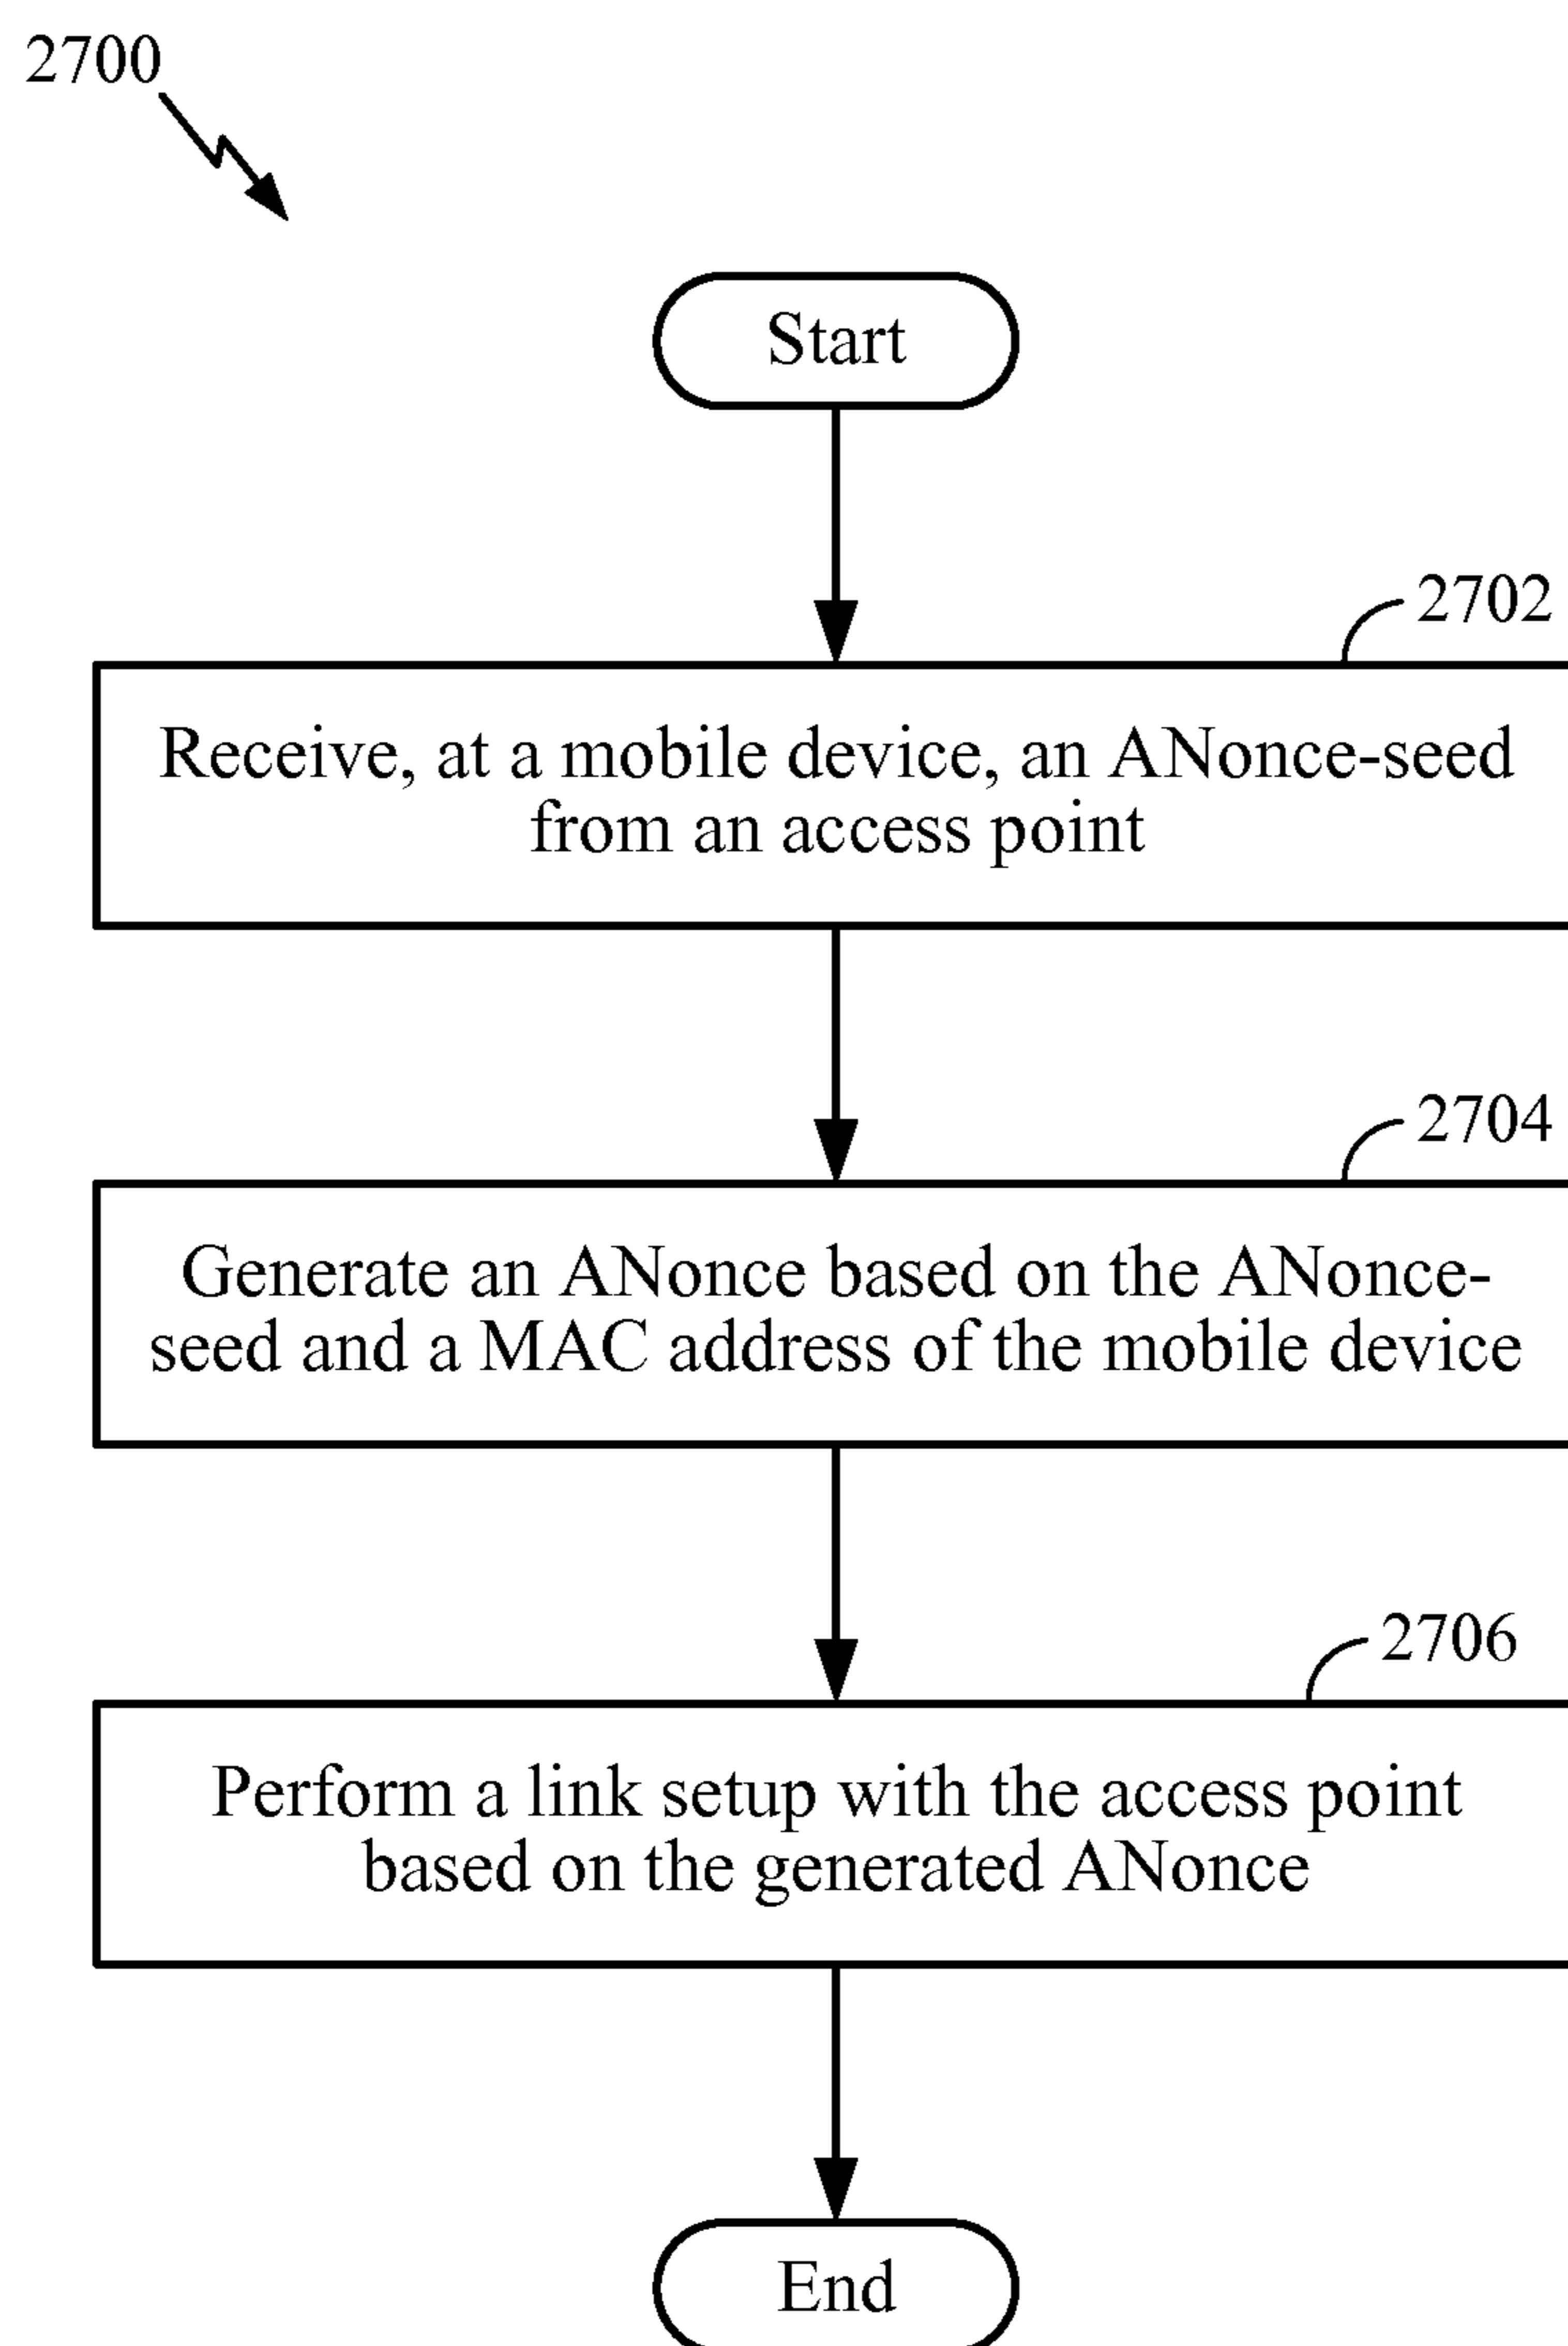 2700
Start
2702
Receive, at a mobile device, an ANonce-seed
from an access point
2704
Generate an ANonce based on the ANonce-
seed and a MAC address of the mobile device
2706
Perform a link setup with the access point
based on the generated ANonce
End